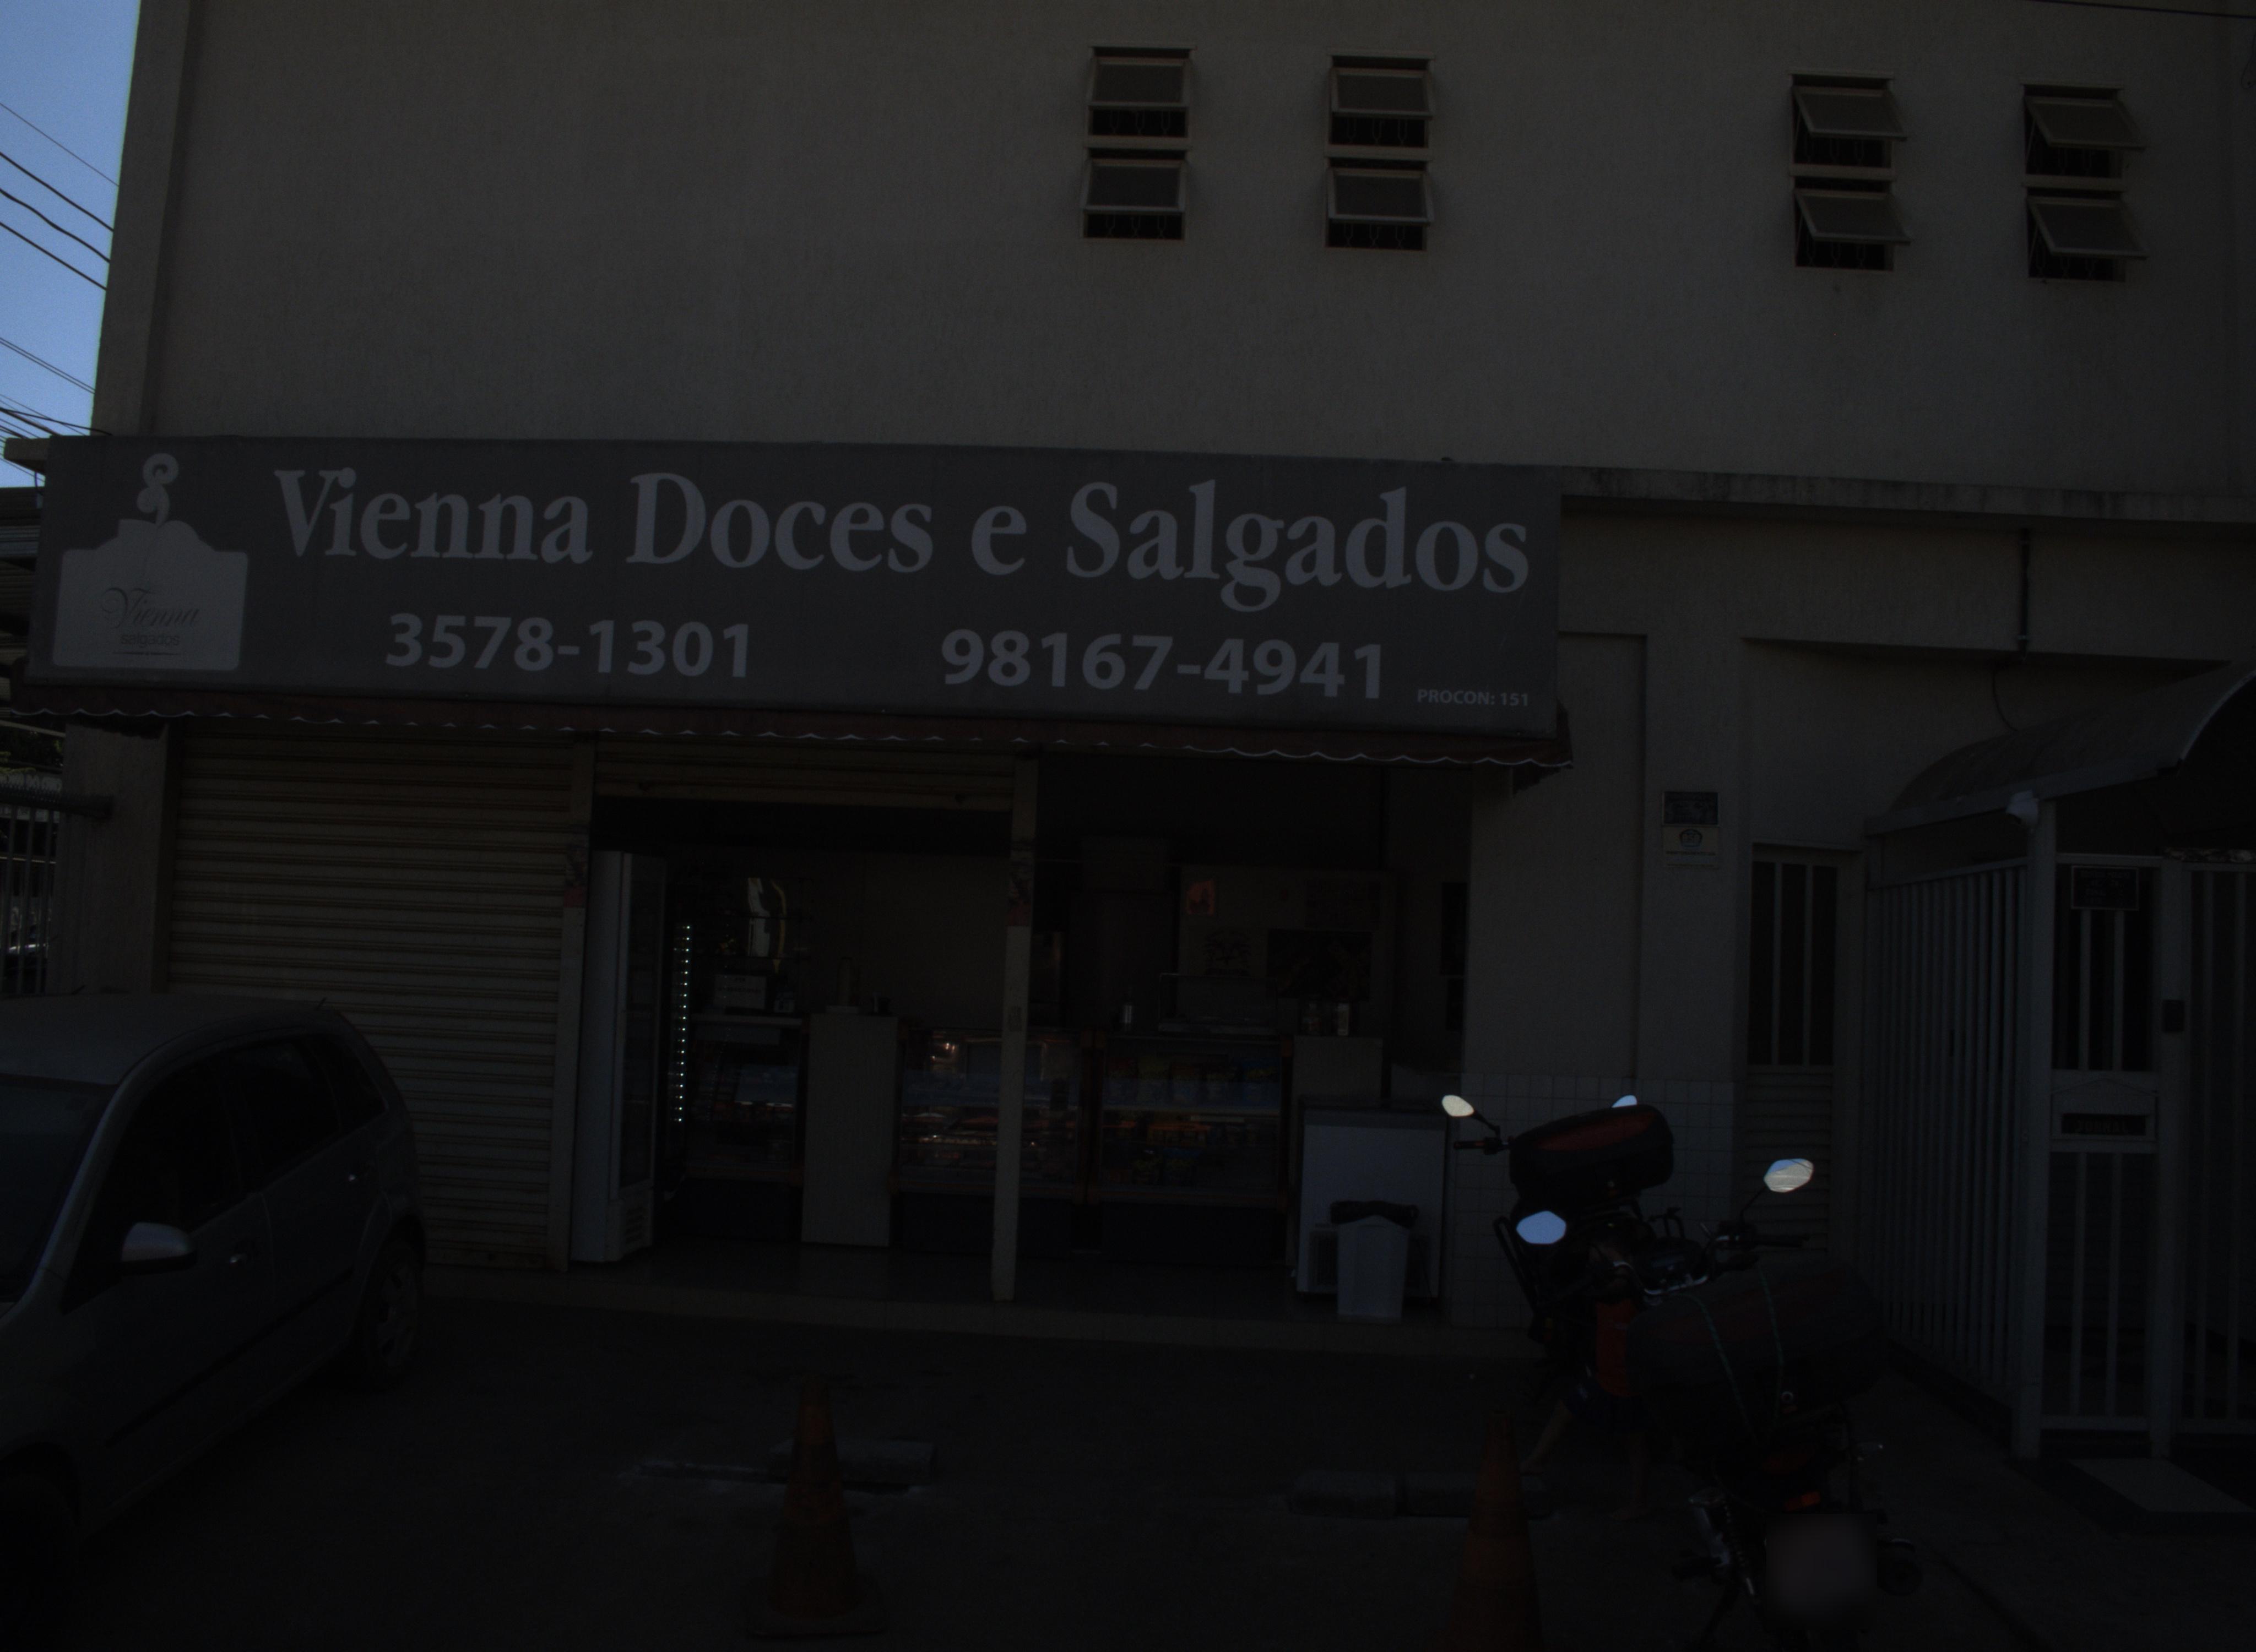 Vienna Doces e Salgados
Vienna
salgados
3578-1301 98167-4941
PROCON: 151